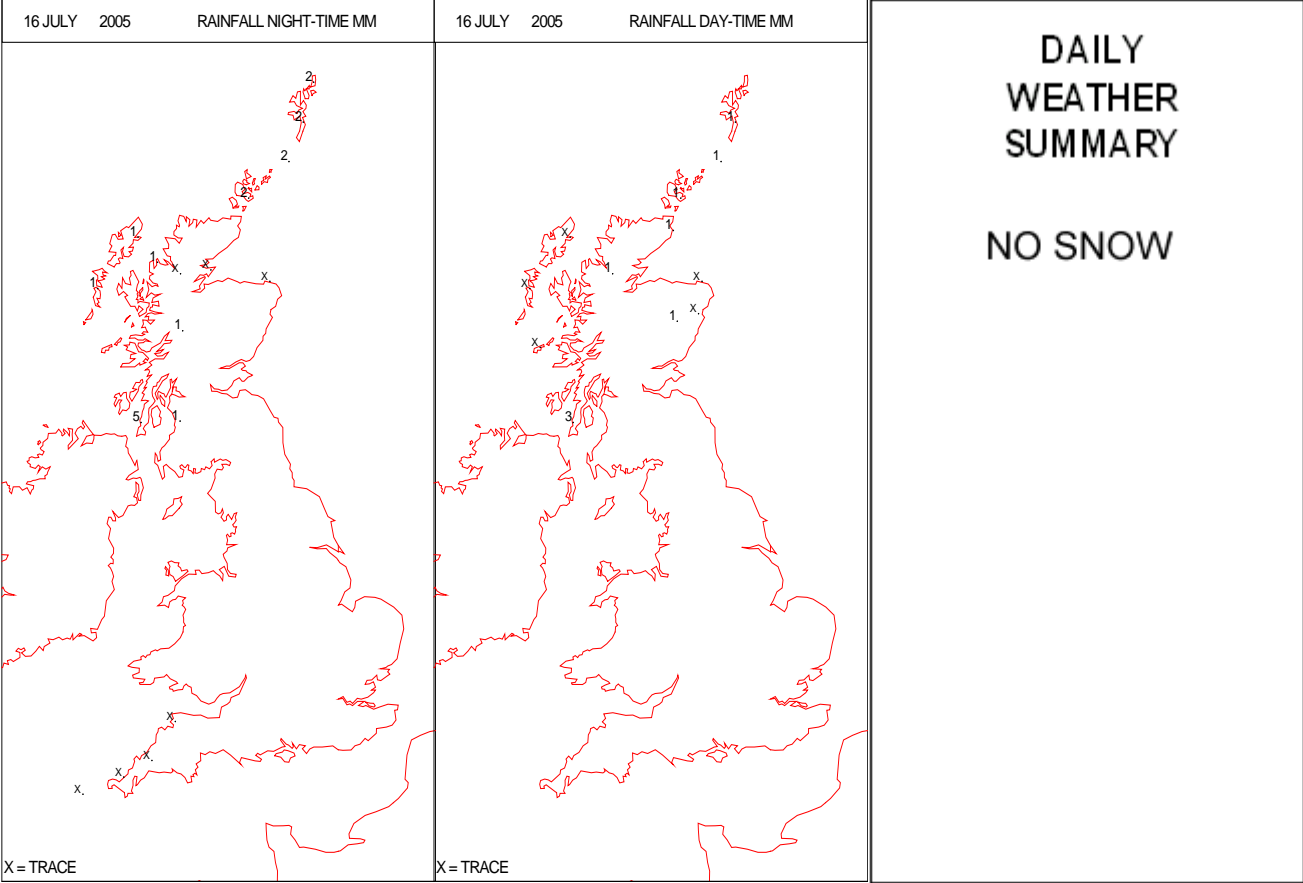 16 JULY 2005 RAINFALL NIGHT-TIME MM
2.
2.
2.
2.
1.
1.
X.
X.
X.
1.
1.
5.
1.
X.
X.
X.
X.
X = TRACE
16 JULY 2005 RAINFALL DAY-TIME MM
1.
1.
1.
1.
X.
1.
X.
X.
X.
1.
X.
3.
X = TRACE
DAILY
WEATHER
SUMMARY
NO SNOW